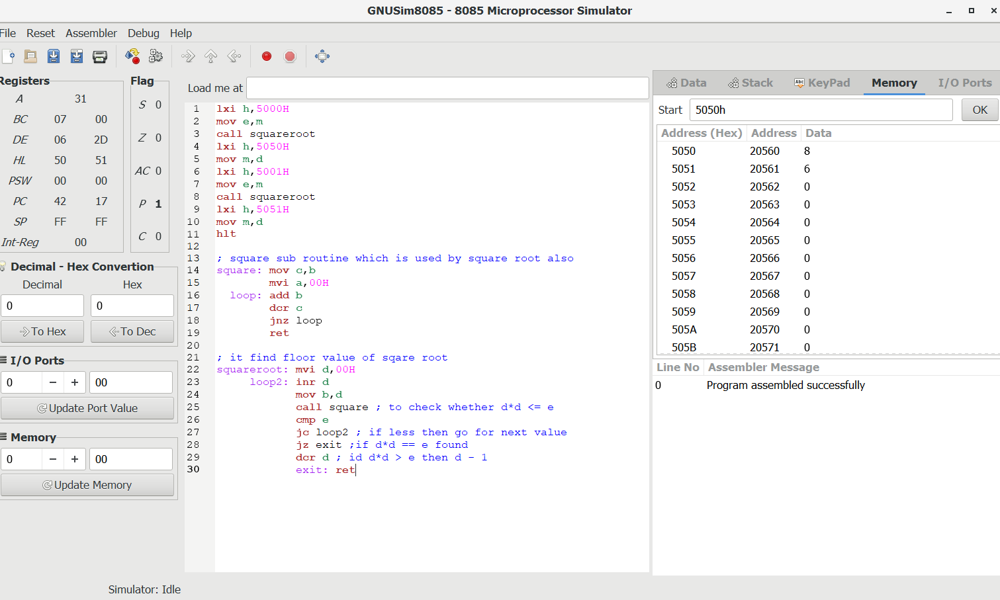 GNUSim8085 - 8085 Microprocessor Simulator
File Reset Assembler Debug Help
Registers
A 31
BC 07 00
DE 06 2D
HL 50 51
PSW 00 00
PC 42 17
SP FF FF
Int-Reg 00
Flag
S 0
Z 0
AC 0
P 1
C 0
Decimal - Hex Convertion
Decimal Hex
0 0
To Hex To Dec
I/O Ports
0 − + 00
Update Port Value
Memory
0 − + 00
Update Memory
Load me at
1 lxi h,5000H
2 mov e,m
3 call squareroot
4 lxi h,5050H
5 mov m,d
6 lxi h,5001H
7 mov e,m
8 call squareroot
9 lxi h,5051H
10 mov m,d
11 hlt
12
13 ; square sub routine which is used by square root also
14 square: mov c,b
15 mvi a,00H
16 loop: add b
17 dcr c
18 jnz loop
19 ret
20
21 ; it find floor value of sqare root
22 squareroot: mvi d,00H
23 loop2: inr d
24 mov b,d
25 call square ; to check whether d*d <= e
26 cmp e
27 jc loop2 ; if less then go for next value
28 jz exit ;if d*d == e found
29 dcr d ; id d*d > e then d - 1
30 exit: ret
Data Stack Abc KeyPad Memory I/O Ports
Start 5050h OK
Address (Hex) Address Data
5050 20560 8
5051 20561 6
5052 20562 0
5053 20563 0
5054 20564 0
5055 20565 0
5056 20566 0
5057 20567 0
5058 20568 0
5059 20569 0
505A 20570 0
505B 20571 0
Line No Assembler Message
0 Program assembled successfully
Simulator: Idle